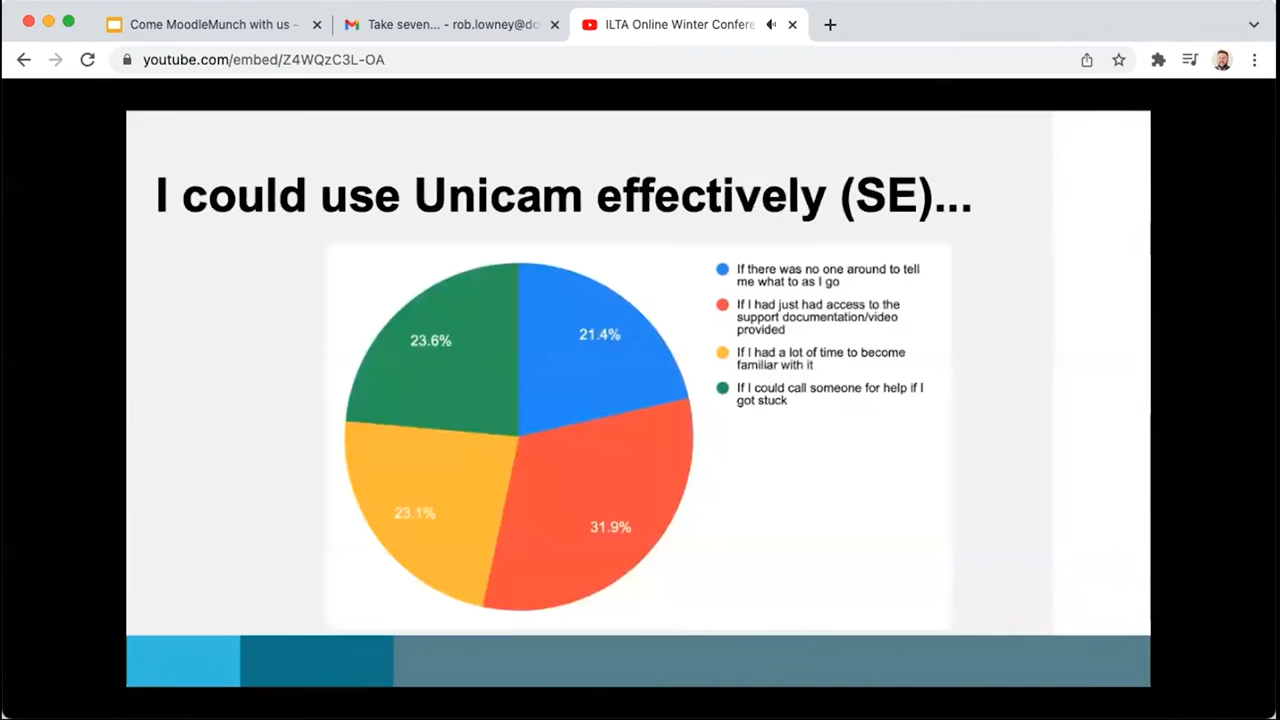 Come MoodleMunch with us -
Take seven... - rob.lowney@dc
ILTA Online Winter Confere
youtube.com/embed/Z4WQzC3L-OA
I could use Unicam effectively (SE)...
23.6%
21.4%
23.1%
31.9%
If there was no one around to tell
me what to as I go
If I had just had access to the
support documentation/video
provided
If I had a lot of time to become
familiar with it
If I could call someone for help if I
got stuck